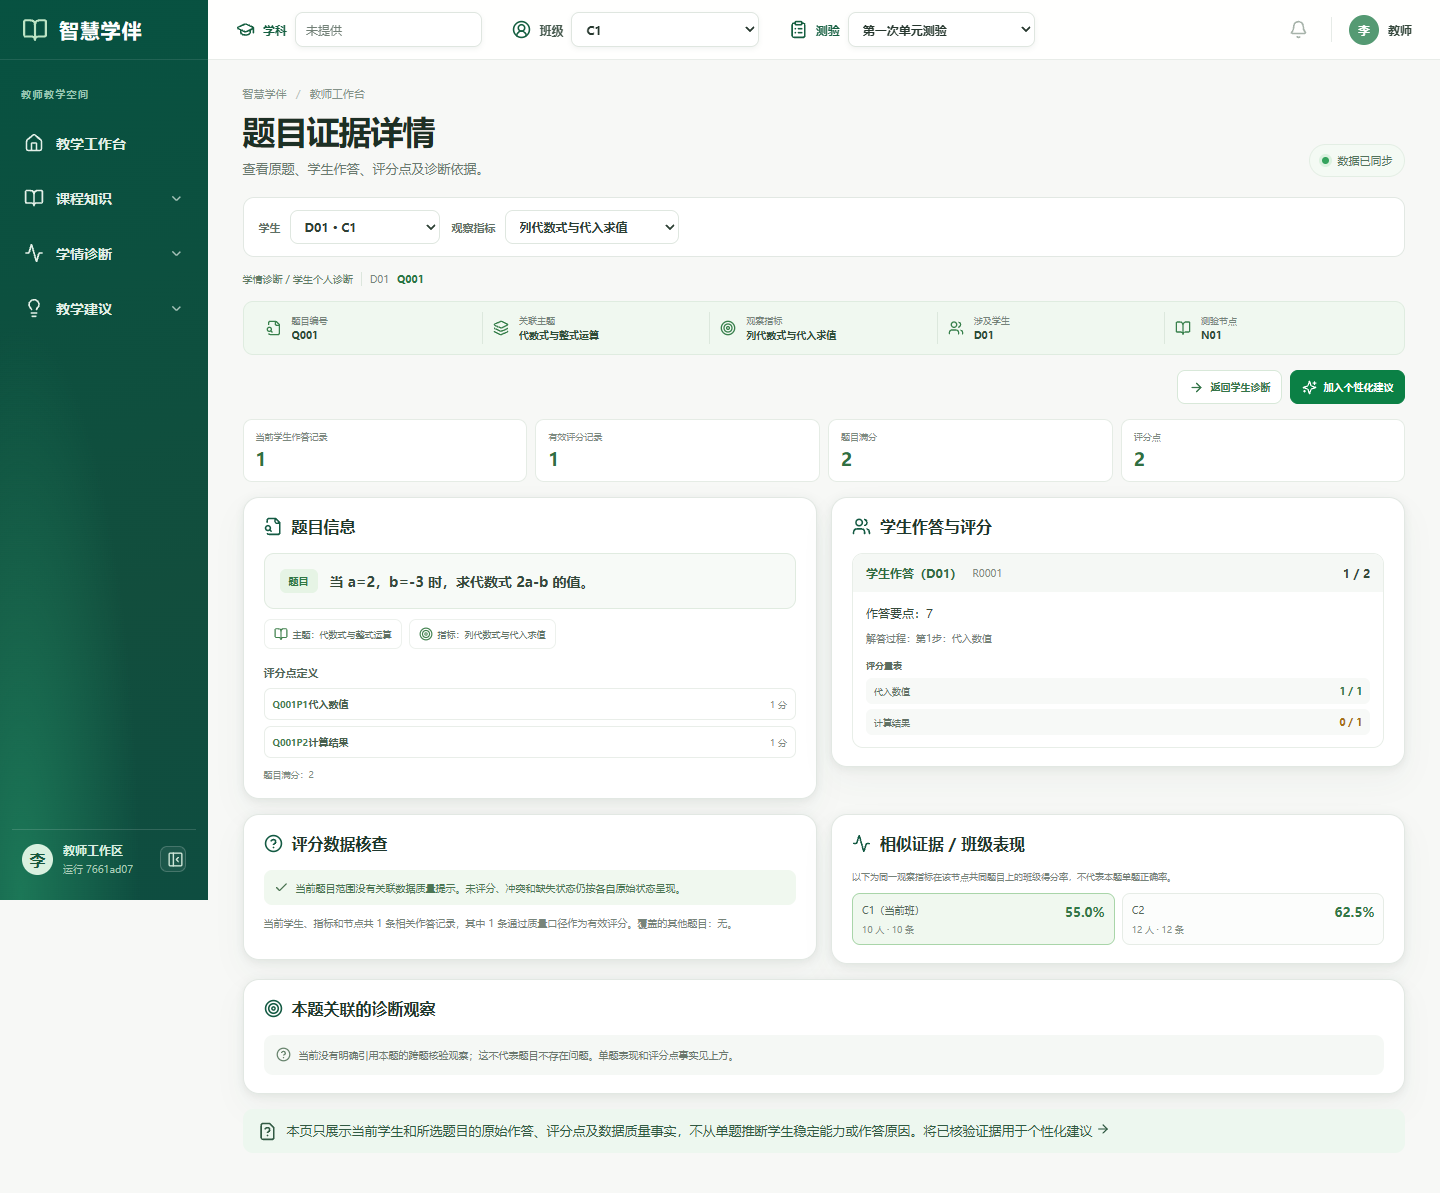 智慧学伴
学科 未提供 班级 C1 测验 第一次单元测验 李 教师
教师教学空间
教学工作台
课程知识
学情诊断
教学建议
李 教师工作区
运行 7661ad07
智慧学伴 / 教师工作台
题目证据详情
查看原题、学生作答、评分点及诊断依据。
数据已同步
学生 D01 · C1 观察指标 列代数式与代入求值
学情诊断 / 学生个人诊断 D01 Q001
题目编号
Q001
关联主题
代数式与整式运算
观察指标
列代数式与代入求值
涉及学生
D01
测验节点
N01
返回学生诊断
加入个性化建议
当前学生作答记录
1
有效评分记录
1
题目满分
2
评分点
2
题目信息
题目 当 a=2，b=-3 时，求代数式 2a-b 的值。
主题：代数式与整式运算 指标：列代数式与代入求值
评分点定义
Q001P1代入数值 1 分
Q001P2计算结果 1 分
题目满分：2
学生作答与评分
学生作答（D01） R0001 1 / 2
作答要点：7
解答过程：第1步：代入数值
评分量表
代入数值 1 / 1
计算结果 0 / 1
评分数据核查
当前题目范围没有关联数据质量提示。未评分、冲突和缺失状态仍按各自原始状态呈现。
当前学生、指标和节点共 1 条相关作答记录，其中 1 条通过质量口径作为有效评分。覆盖的其他题目：无。
相似证据 / 班级表现
以下为同一观察指标在该节点共同题目上的班级得分率，不代表本题单题正确率。
C1（当前班） 55.0%
10 人 · 10 条
C2 62.5%
12 人 · 12 条
本题关联的诊断观察
当前没有明确引用本题的跨题核验观察；这不代表题目不存在问题。单题表现和评分点事实见上方。
本页只展示当前学生和所选题目的原始作答、评分点及数据质量事实，不从单题推断学生稳定能力或作答原因。将已核验证据用于个性化建议 →